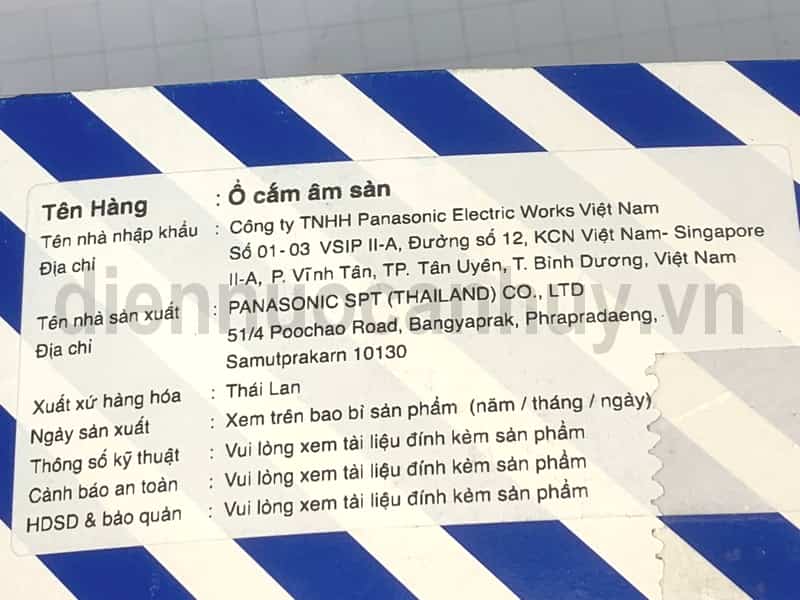 Tên Hàng : Ổ cắm âm sàn
Tên nhà nhập khẩu : Công ty TNHH Panasonic Electric Works Việt Nam
Địa chỉ Số 01-03 VSIP II-A, Đường số 12, KCN Việt Nam- Singapore
II-A, P. Vĩnh Tân, TP. Tân Uyên, T. Bình Dương, Việt Nam
Tên nhà sản xuất : PANASONIC SPT (THAILAND) CO., LTD
Địa chỉ 51/4 Poochao Road, Bangyaprak, Phrapradaeng,
Samutprakarn 10130
Xuất xứ hàng hóa : Thái Lan
Ngày sản xuất : Xem trên bao bì sản phẩm (năm / tháng / ngày)
Thông số kỹ thuật : Vui lòng xem tài liệu đính kèm sản phẩm
Cảnh báo an toàn : Vui lòng xem tài liệu đính kèm sản phẩm
HDSD & bảo quản : Vui lòng xem tài liệu đính kèm sản phẩm
diennuocanhuy.vn